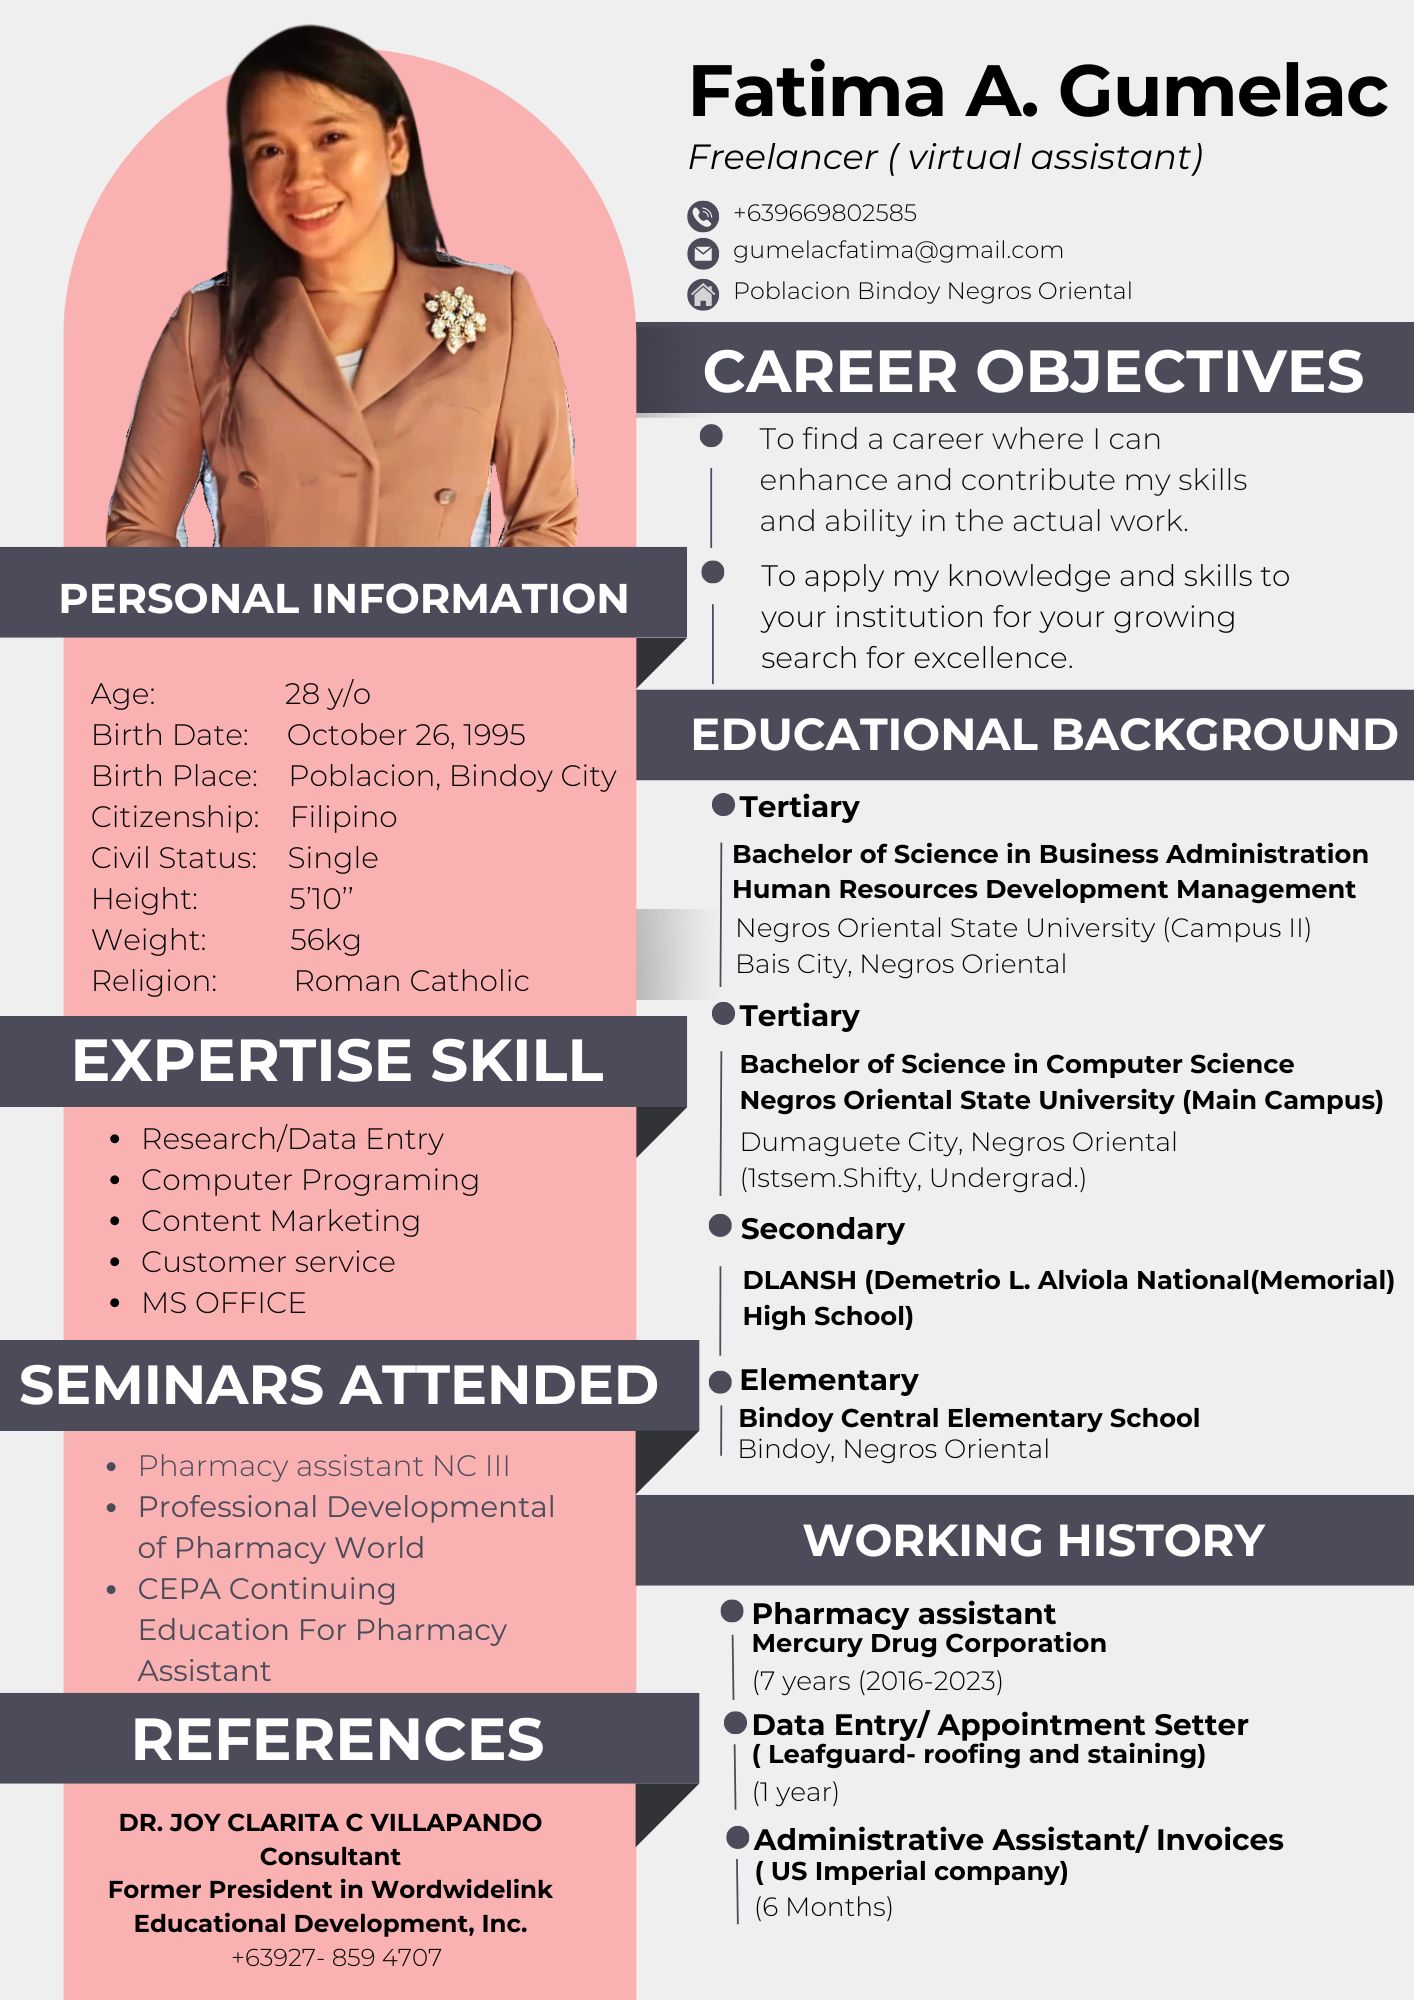 Fatima A. Gumelac
Freelancer ( virtual assistant)
+639669802585
gumelacfatima@gmail.com
Poblacion Bindoy Negros Oriental
CAREER OBJECTIVES
To find a career where I can
enhance and contribute my skills
and ability in the actual work.
To apply my knowledge and skills to
your institution for your growing
search for excellence.
PERSONAL INFORMATION
Age: 28 y/o
Birth Date: October 26, 1995
Birth Place: Poblacion, Bindoy City
Citizenship: Filipino
Civil Status: Single
Height: 5’10’’
Weight: 56kg
Religion: Roman Catholic
EXPERTISE SKILL
• Research/Data Entry
• Computer Programing
• Content Marketing
• Customer service
• MS OFFICE
SEMINARS ATTENDED
• Pharmacy assistant NC III
• Professional Developmental
of Pharmacy World
• CEPA Continuing
Education For Pharmacy
Assistant
REFERENCES
DR. JOY CLARITA C VILLAPANDO
Consultant
Former President in Wordwidelink
Educational Development, Inc.
+63927- 859 4707
EDUCATIONAL BACKGROUND
Tertiary
Bachelor of Science in Business Administration
Human Resources Development Management
Negros Oriental State University (Campus II)
Bais City, Negros Oriental
Tertiary
Bachelor of Science in Computer Science
Negros Oriental State University (Main Campus)
Dumaguete City, Negros Oriental
(1stsem.Shifty, Undergrad.)
Secondary
DLANSH (Demetrio L. Alviola National(Memorial)
High School)
Elementary
Bindoy Central Elementary School
Bindoy, Negros Oriental
WORKING HISTORY
Pharmacy assistant
Mercury Drug Corporation
(7 years (2016-2023)
Data Entry/ Appointment Setter
( Leafguard- roofing and staining)
(1 year)
Administrative Assistant/ Invoices
( US Imperial company)
(6 Months)